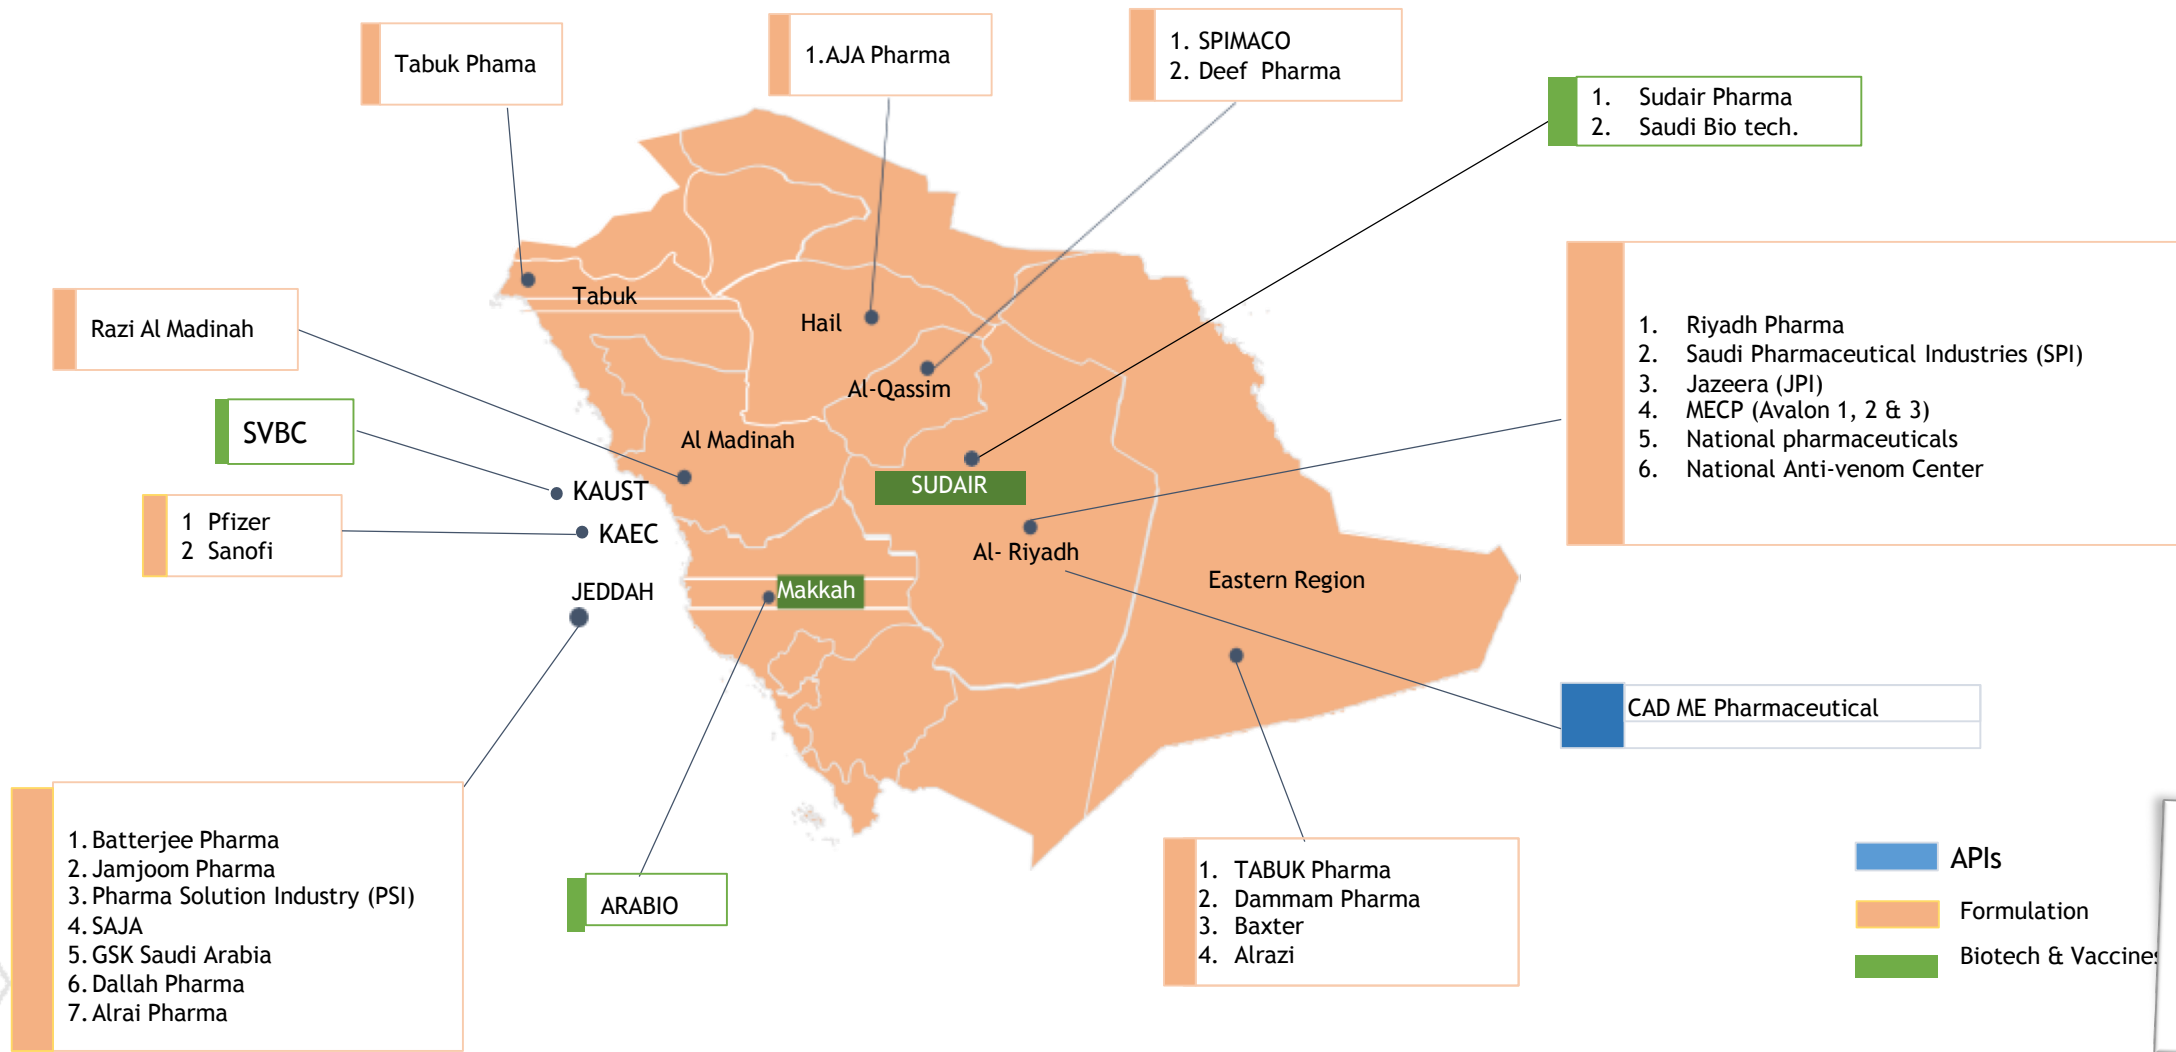 Tabuk Phama
1.AJA Pharma
1. SPIMACO
2. Deef Pharma
1. Sudair Pharma
2. Saudi Bio tech.
Razi Al Madinah
SVBC
1 Pfizer
2 Sanofi
Tabuk
Hail
Al-Qassim
Al Madinah
KAUST
SUDAIR
KAEC
Al- Riyadh
JEDDAH
Makkah
Eastern Region
1. Riyadh Pharma
2. Saudi Pharmaceutical Industries (SPI)
3. Jazeera (JPI)
4. MECP (Avalon 1, 2 & 3)
5. National pharmaceuticals
6. National Anti-venom Center
CAD ME Pharmaceutical
1. Batterjee Pharma
2. Jamjoom Pharma
3. Pharma Solution Industry (PSI)
4. SAJA
5. GSK Saudi Arabia
6. Dallah Pharma
7. Alrai Pharma
ARABIO
1. TABUK Pharma
2. Dammam Pharma
3. Baxter
4. Alrazi
APIs
Formulation
Biotech & Vaccines